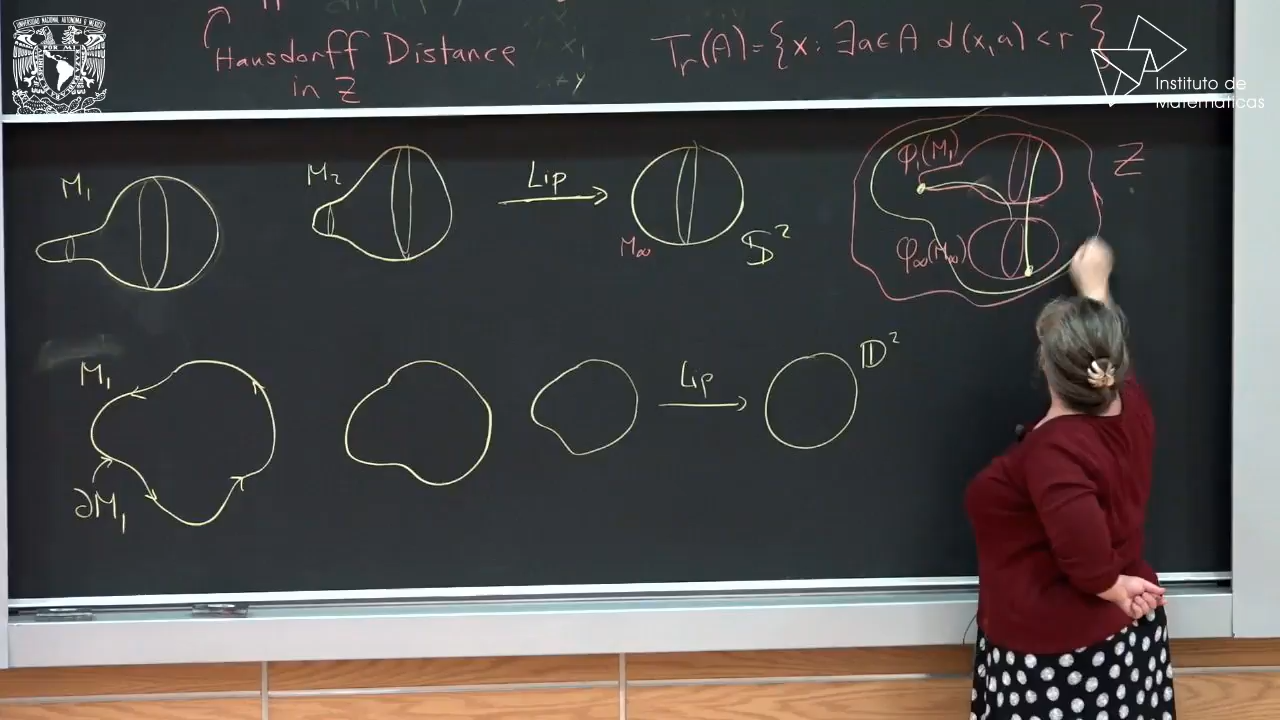 Hausdorff Distance
in Z
T_r(A)={x: ∃a∈A d(x,a)<r}
Instituto de
Matemáticas
M₁
M₂
Lip
M∞
S²
φ₁(M₁)
φ∞(M∞)
Z
M₁
∂M₁
Lip
D²